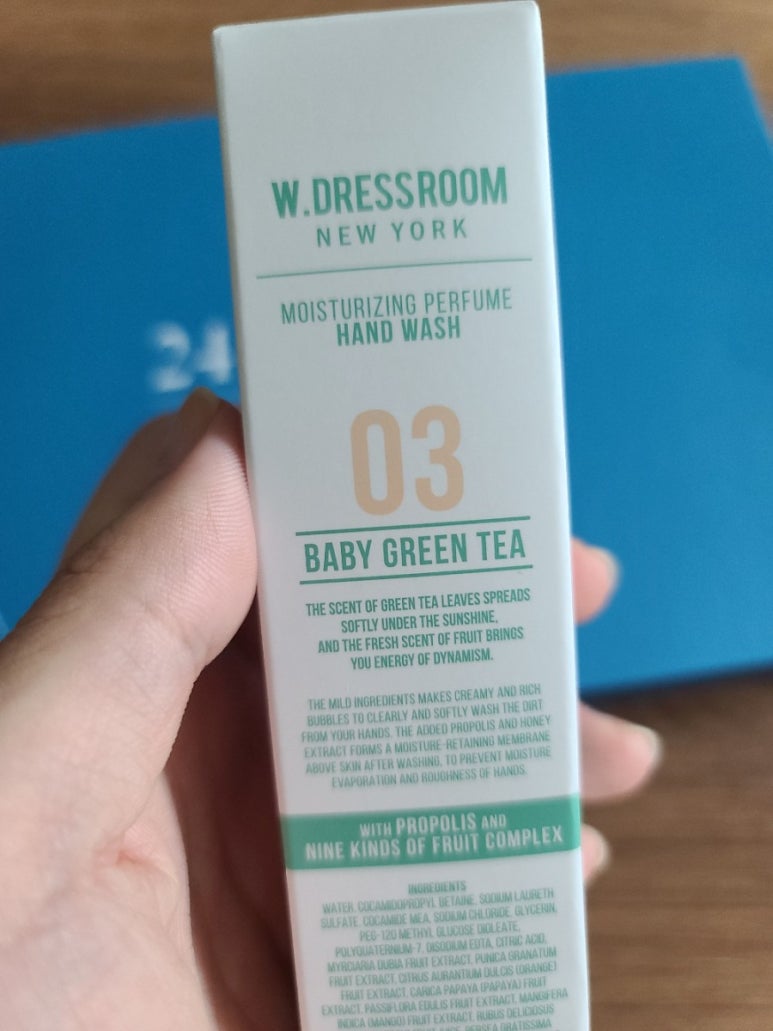 W.DRESSROOM
NEW YORK
MOISTURIZING PERFUME
HAND WASH
24
03
BABY GREEN TEA
THE SCENT OF GREEN TEA LEAVES SPREADS
SOFTLY UNDER THE SUNSHINE,
AND THE FRESH SCENT OF FRUIT BRINGS
YOU ENERGY OF DYNAMISM.
THE MILD INGREDIENTS MAKES CREAMY AND RICH
BUBBLES TO CLEARLY AND SOFTLY WASH THE DIRT
FROM YOUR HANDS. THE ADDED PROPOLIS AND HONEY
EXTRACT FORMS A MOISTURE-RETAINING MEMBRANE
ABOVE SKIN AFTER WASHING, TO PREVENT MOISTURE
EVAPORATION AND ROUGHNESS OF HANDS.
WITH PROPOLIS AND
NINE KINDS OF FRUIT COMPLEX
INGREDIENTS
WATER, COCAMIDOPROPYL BETAINE, SODIUM LAURETH
SULFATE, COCAMIDE MEA, SODIUM CHLORIDE, GLYCERIN,
PEG-120 METHYL GLUCOSE DIOLEATE,
POLYQUATERNIUM-7, DISODIUM EDTA, CITRIC ACID,
MYRCIARIA DUBIA FRUIT EXTRACT, PUNICA GRANATUM
FRUIT EXTRACT, CITRUS AURANTIUM DULCIS (ORANGE)
FRUIT EXTRACT, CARICA PAPAYA (PAPAYA) FRUIT
EXTRACT, PASSIFLORA EDULIS FRUIT EXTRACT, MANGIFERA
INDICA (MANGO) FRUIT EXTRACT, RUBUS DELICIOSUS
PERSEA GRATISSIMA